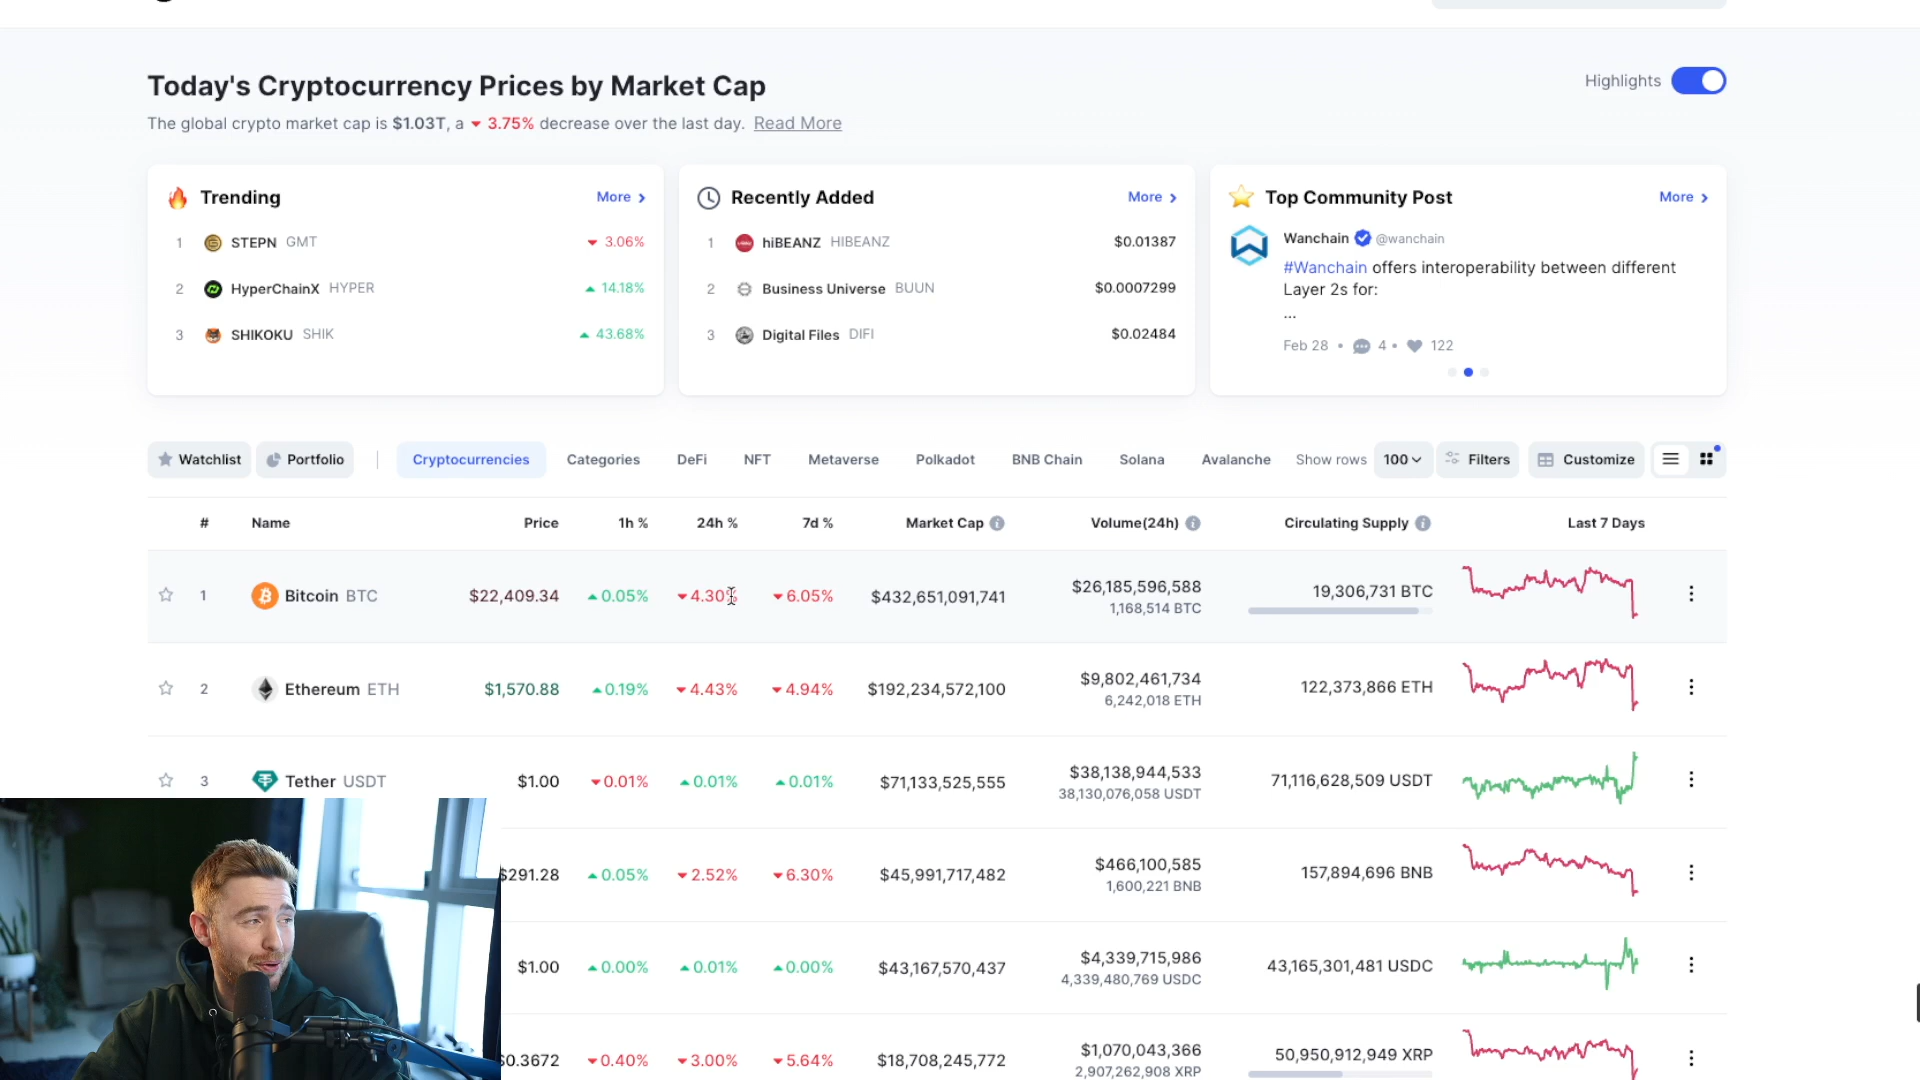 Today's Cryptocurrency Prices by Market Cap
Highlights
The global crypto market cap is $1.03T, a 3.75% decrease over the last day. Read More
Trending More
1 STEPN GMT 3.06%
2 HyperChainX HYPER 14.18%
3 SHIKOKU SHIK 43.68%
Recently Added More
1 hiBEANZ HIBEANZ $0.01387
2 Business Universe BUUN $0.0007299
3 Digital Files DIFI $0.02484
Top Community Post More
Wanchain @wanchain
#Wanchain offers interoperability between different
Layer 2s for:
...
Feb 28 • 4 • 122
Watchlist Portfolio Cryptocurrencies Categories DeFi NFT Metaverse Polkadot BNB Chain Solana Avalanche Show rows 100 Filters Customize
# Name Price 1h % 24h % 7d % Market Cap Volume(24h) Circulating Supply Last 7 Days
1 Bitcoin BTC $22,409.34 0.05% 4.30% 6.05% $432,651,091,741 $26,185,596,588 19,306,731 BTC
1,168,514 BTC
2 Ethereum ETH $1,570.88 0.19% 4.43% 4.94% $192,234,572,100 $9,802,461,734 122,373,866 ETH
6,242,018 ETH
3 Tether USDT $1.00 0.01% 0.01% 0.01% $71,133,525,555 $38,138,944,533 71,116,628,509 USDT
38,130,076,058 USDT
$291.28 0.05% 2.52% 6.30% $45,991,717,482 $466,100,585 157,894,696 BNB
1,600,221 BNB
$1.00 0.00% 0.01% 0.00% $43,167,570,437 $4,339,715,986 43,165,301,481 USDC
4,339,480,769 USDC
$0.3672 0.40% 3.00% 5.64% $18,708,245,772 $1,070,043,366 50,950,912,949 XRP
2,907,262,908 XRP